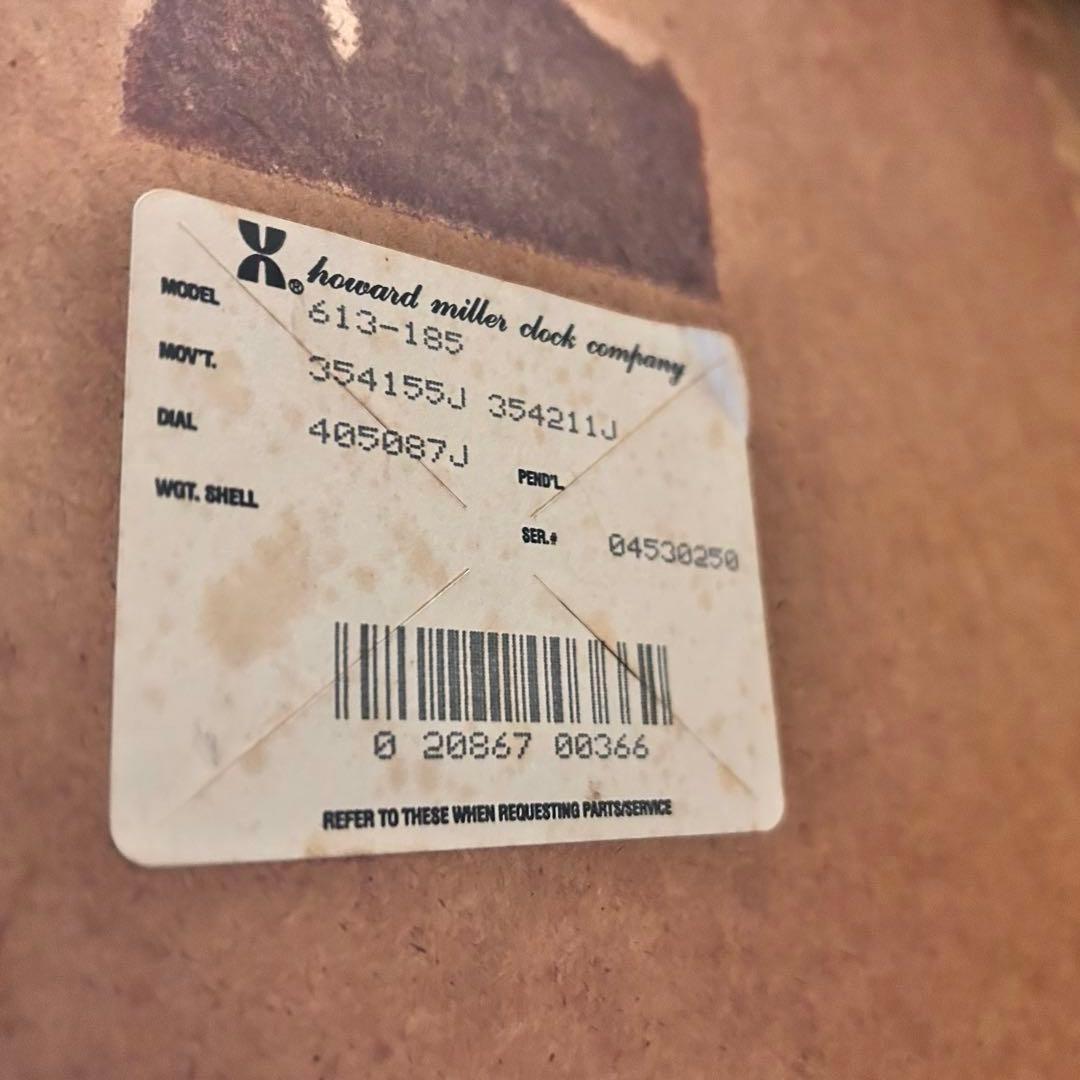 ® howard miller clock company
MODEL 613-185
MOV'T. 354155J 354211J
DIAL 405087J
PEND'L.
WGT. SHELL
SER.# 04530250
0 20867 00366
REFER TO THESE WHEN REQUESTING PARTS/SERVICE